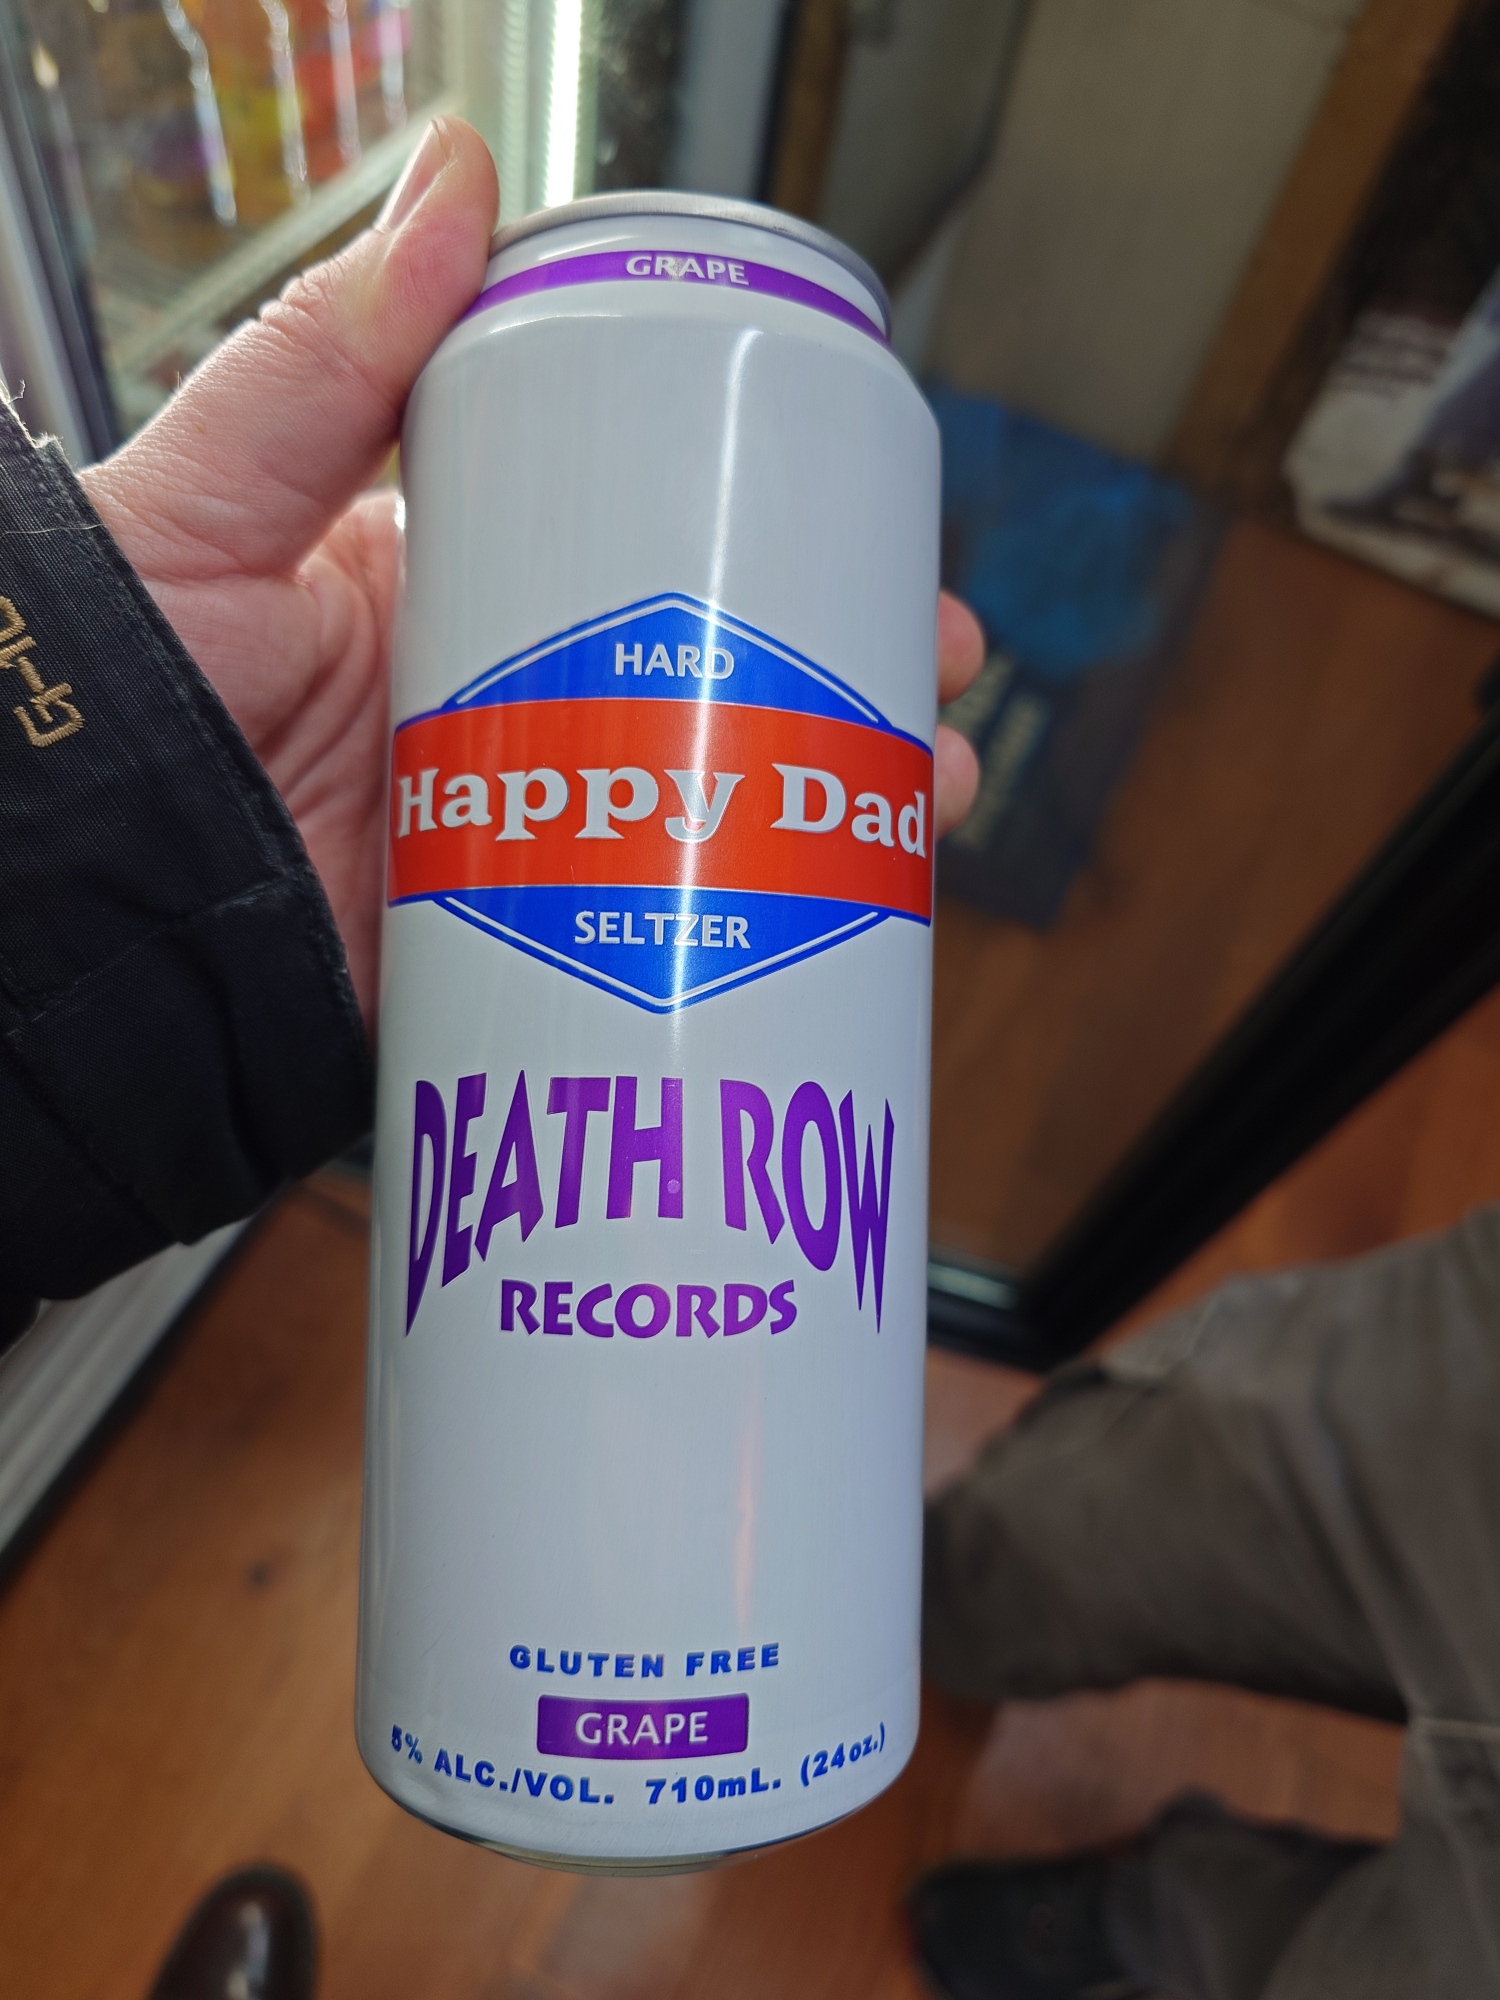 GRAPE
HARD
Happy Dad
SELTZER
DEATH ROW
RECORDS
GLUTEN FREE
GRAPE
5% ALC./VOL. 710mL. (24oz.)